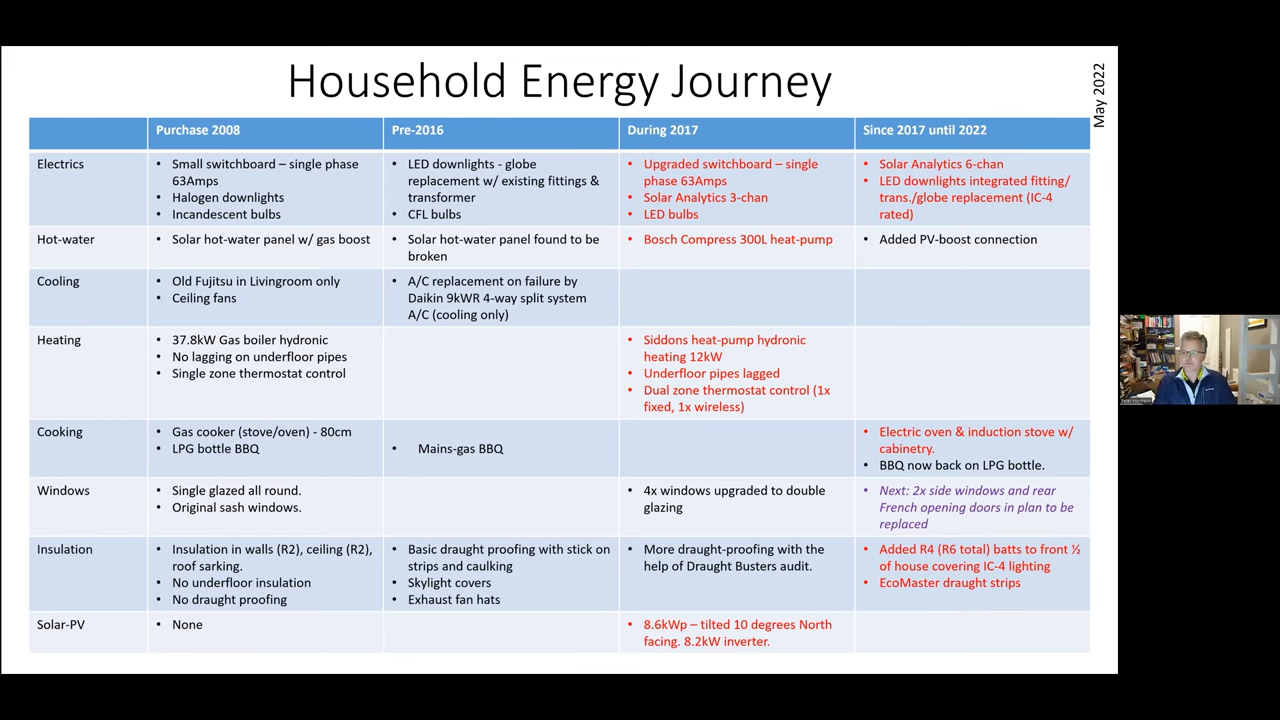 Household Energy Journey
May 2022
Purchase 2008
Pre-2016
During 2017
Since 2017 until 2022
Electrics
• Small switchboard – single phase
63Amps
• Halogen downlights
• Incandescent bulbs
• LED downlights - globe
replacement w/ existing fittings &
transformer
• CFL bulbs
• Upgraded switchboard – single
phase 63Amps
• Solar Analytics 3-chan
• LED bulbs
• Solar Analytics 6-chan
• LED downlights integrated fitting/
trans./globe replacement (IC-4
rated)
Hot-water
• Solar hot-water panel w/ gas boost
• Solar hot-water panel found to be
broken
• Bosch Compress 300L heat-pump
• Added PV-boost connection
Cooling
• Old Fujitsu in Livingroom only
• Ceiling fans
• A/C replacement on failure by
Daikin 9kWR 4-way split system
A/C (cooling only)
Heating
• 37.8kW Gas boiler hydronic
• No lagging on underfloor pipes
• Single zone thermostat control
• Siddons heat-pump hydronic
heating 12kW
• Underfloor pipes lagged
• Dual zone thermostat control (1x
fixed, 1x wireless)
Cooking
• Gas cooker (stove/oven) - 80cm
• LPG bottle BBQ
• Mains-gas BBQ
• Electric oven & induction stove w/
cabinetry.
• BBQ now back on LPG bottle.
Windows
• Single glazed all round.
• Original sash windows.
• 4x windows upgraded to double
glazing
• Next: 2x side windows and rear
French opening doors in plan to be
replaced
Insulation
• Insulation in walls (R2), ceiling (R2),
roof sarking.
• No underfloor insulation
• No draught proofing
• Basic draught proofing with stick on
strips and caulking
• Skylight covers
• Exhaust fan hats
• More draught-proofing with the
help of Draught Busters audit.
• Added R4 (R6 total) batts to front ½
of house covering IC-4 lighting
• EcoMaster draught strips
Solar-PV
• None
• 8.6kWp – tilted 10 degrees North
facing. 8.2kW inverter.